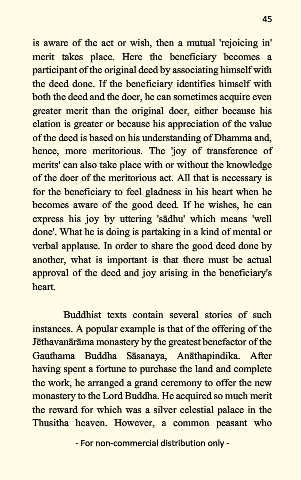 45
is aware of the act or wish, then a mutual 'rejoicing in'
merit takes place. Here the beneficiary becomes a
participant of the original deed by associating himself with
the deed done. If the beneficiary identifies himself with
both the deed and the doer, he can sometimes acquire even
greater merit than the original doer, either because his
elation is greater or because his appreciation of the value
of the deed is based on his understanding of Dhamma and,
hence, more meritorious. The 'joy of transference of
merits' can also take place with or without the knowledge
of the doer of the meritorious act. All that is necessary is
for the beneficiary to feel gladness in his heart when he
becomes aware of the good deed. If he wishes, he can
express his joy by uttering 'sādhu' which means 'well
done'. What he is doing is partaking in a kind of mental or
verbal applause. In order to share the good deed done by
another, what is important is that there must be actual
approval of the deed and joy arising in the beneficiary's
heart.
Buddhist texts contain several stories of such
instances. A popular example is that of the offering of the
Jēthavanārāma monastery by the greatest benefactor of the
Gauthama Buddha Sāsanaya, Anāthapindika. After
having spent a fortune to purchase the land and complete
the work, he arranged a grand ceremony to offer the new
monastery to the Lord Buddha. He acquired so much merit
the reward for which was a silver celestial palace in the
Thusitha heaven. However, a common peasant who
- For non-commercial distribution only -